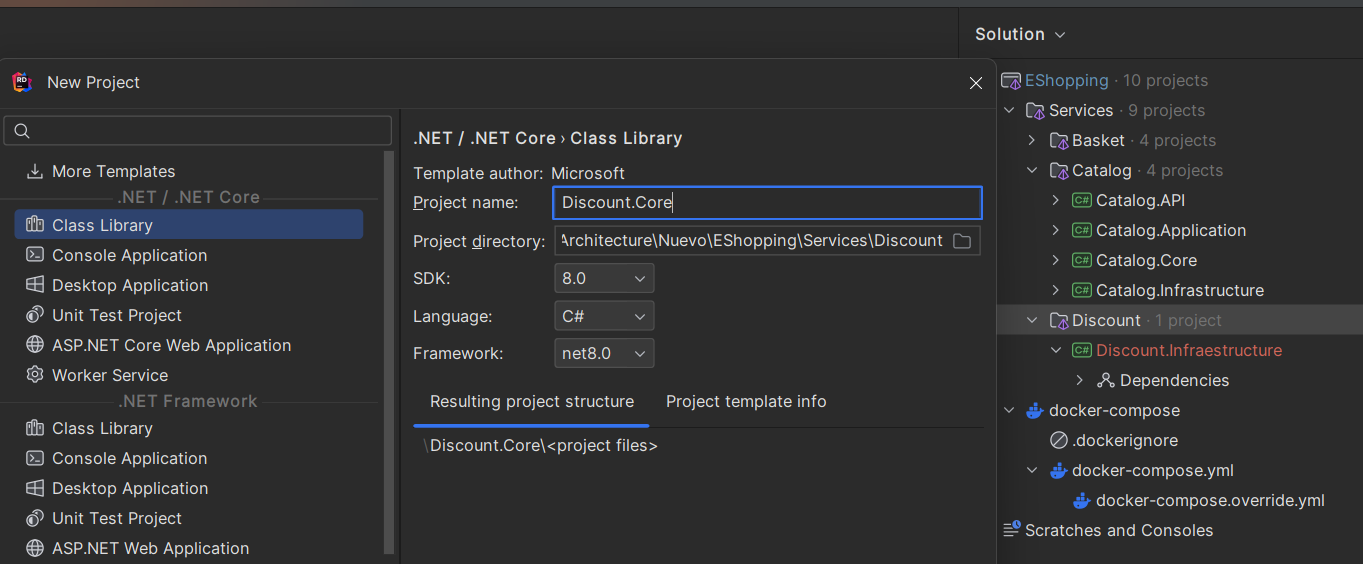 Solution
New Project
More Templates
.NET / .NET Core
Class Library
Console Application
Desktop Application
Unit Test Project
ASP.NET Core Web Application
Worker Service
.NET Framework
Class Library
Console Application
Desktop Application
Unit Test Project
ASP.NET Web Application
.NET / .NET Core › Class Library
Template author: Microsoft
Project name: Discount.Core
Project directory: Architecture\Nuevo\EShopping\Services\Discount
SDK: 8.0
Language: C#
Framework: net8.0
Resulting project structure Project template info
\Discount.Core\<project files>
EShopping · 10 projects
Services · 9 projects
Basket · 4 projects
Catalog · 4 projects
C# Catalog.API
C# Catalog.Application
C# Catalog.Core
C# Catalog.Infrastructure
Discount · 1 project
C# Discount.Infraestructure
Dependencies
docker-compose
.dockerignore
docker-compose.yml
docker-compose.override.yml
Scratches and Consoles